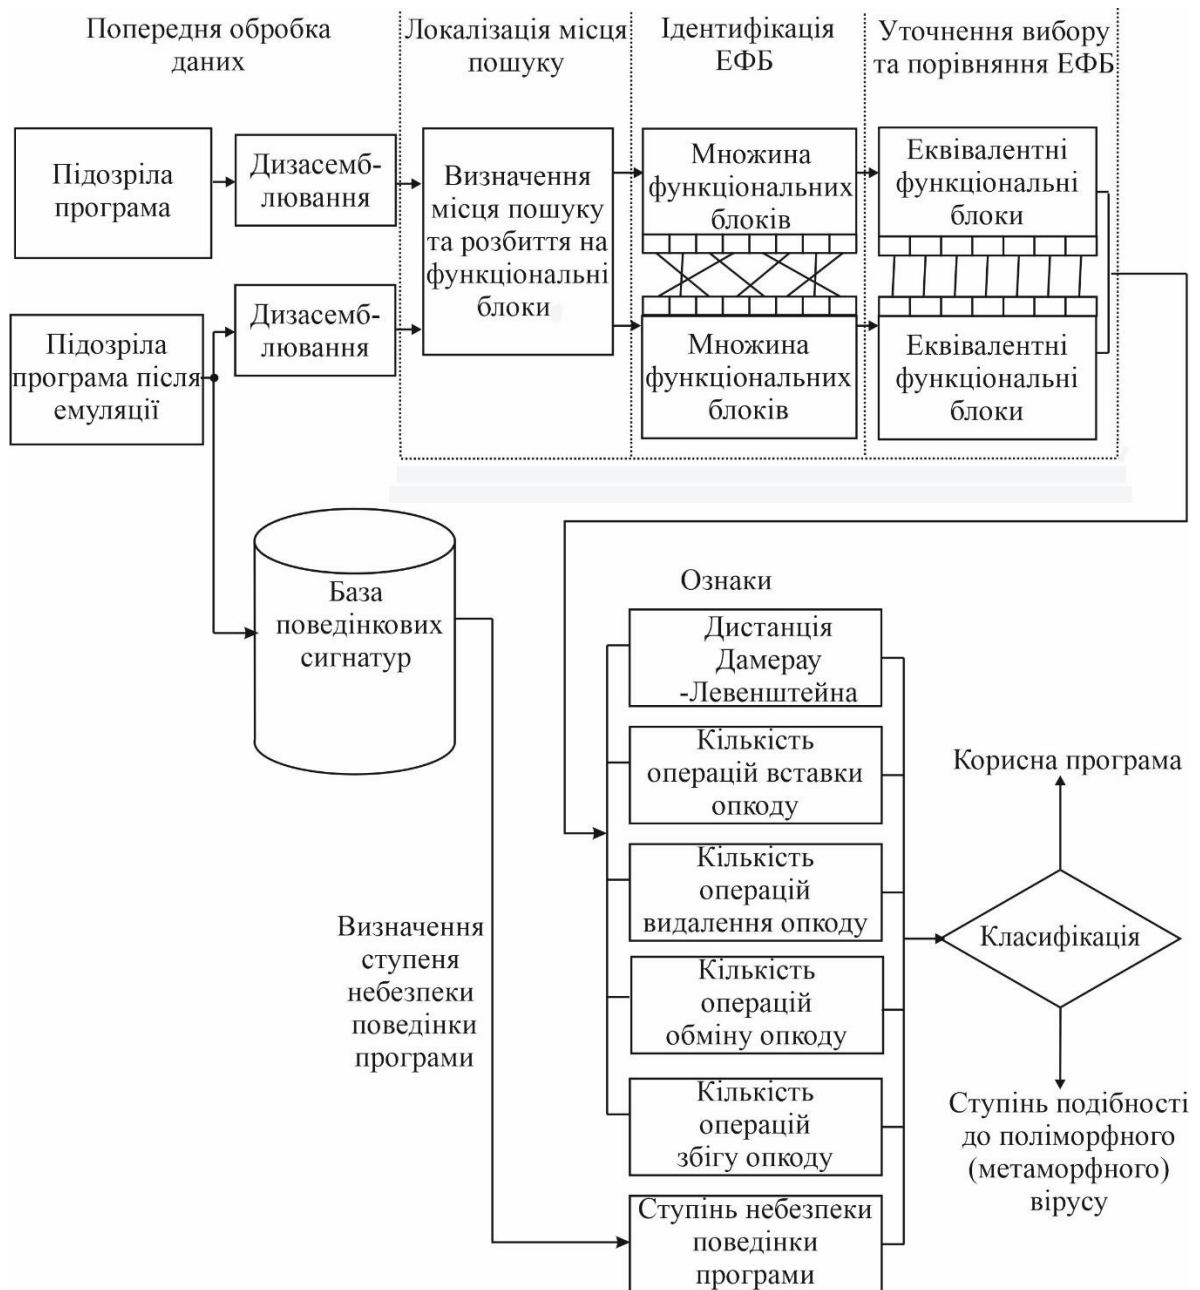 Попередня обробка
даних
Локалізація місця
пошуку
Ідентифікація
ЕФБ
Уточнення вибору
та порівняння ЕФБ
Підозріла
програма
Дизасемб-
лювання
Визначення
місця пошуку
та розбиття на
функціональні
блоки
Множина
функціональних
блоків
Еквівалентні
функціональні
блоки
Підозріла
програма після
емуляції
Дизасемб-
лювання
Множина
функціональних
блоків
Еквівалентні
функціональні
блоки
База
поведінкових
сигнатур
Визначення
ступеня
небезпеки
поведінки
програми
Ознаки
Дистанція
Дамерау
-Левенштейна
Кількість
операцій вставки
опкоду
Кількість
операцій
видалення опкоду
Кількість
операцій
обміну опкоду
Кількість
операцій
збігу опкоду
Ступінь небезпеки
поведінки
програми
Корисна програма
Класифікація
Ступінь подібності
до поліморфного
(метаморфного)
вірусу